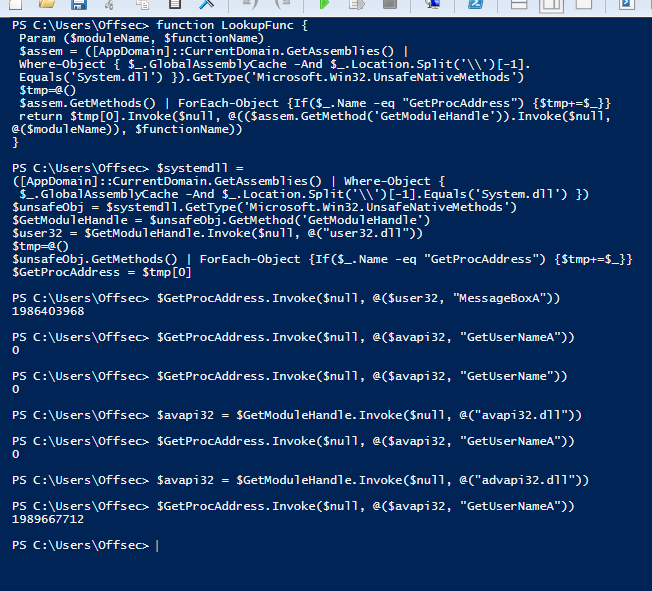 PS C:\Users\Offsec> function LookupFunc {
Param ($moduleName, $functionName)
$assem = ([AppDomain]::CurrentDomain.GetAssemblies() |
Where-Object { $_.GlobalAssemblyCache -And $_.Location.Split('\\')[-1].
Equals('System.dll') }).GetType('Microsoft.Win32.UnsafeNativeMethods')
$tmp=@()
$assem.GetMethods() | ForEach-Object {If($_.Name -eq "GetProcAddress") {$tmp+=$_}}
return $tmp[0].Invoke($null, @(($assem.GetMethod('GetModuleHandle')).Invoke($null,
@($moduleName)), $functionName))
}
PS C:\Users\Offsec> $systemdll =
([AppDomain]::CurrentDomain.GetAssemblies() | Where-Object {
$_.GlobalAssemblyCache -And $_.Location.Split('\\')[-1].Equals('System.dll') })
$unsafeObj = $systemdll.GetType('Microsoft.Win32.UnsafeNativeMethods')
$GetModuleHandle = $unsafeObj.GetMethod('GetModuleHandle')
$user32 = $GetModuleHandle.Invoke($null, @("user32.dll"))
$tmp=@()
$unsafeObj.GetMethods() | ForEach-Object {If($_.Name -eq "GetProcAddress") {$tmp+=$_}}
$GetProcAddress = $tmp[0]
PS C:\Users\Offsec> $GetProcAddress.Invoke($null, @($user32, "MessageBoxA"))
1986403968
PS C:\Users\Offsec> $GetProcAddress.Invoke($null, @($avapi32, "GetUserNameA"))
0
PS C:\Users\Offsec> $GetProcAddress.Invoke($null, @($avapi32, "GetUserName"))
0
PS C:\Users\Offsec> $avapi32 = $GetModuleHandle.Invoke($null, @("avapi32.dll"))
PS C:\Users\Offsec> $GetProcAddress.Invoke($null, @($avapi32, "GetUserNameA"))
0
PS C:\Users\Offsec> $avapi32 = $GetModuleHandle.Invoke($null, @("advapi32.dll"))
PS C:\Users\Offsec> $GetProcAddress.Invoke($null, @($avapi32, "GetUserNameA"))
1989667712
PS C:\Users\Offsec>